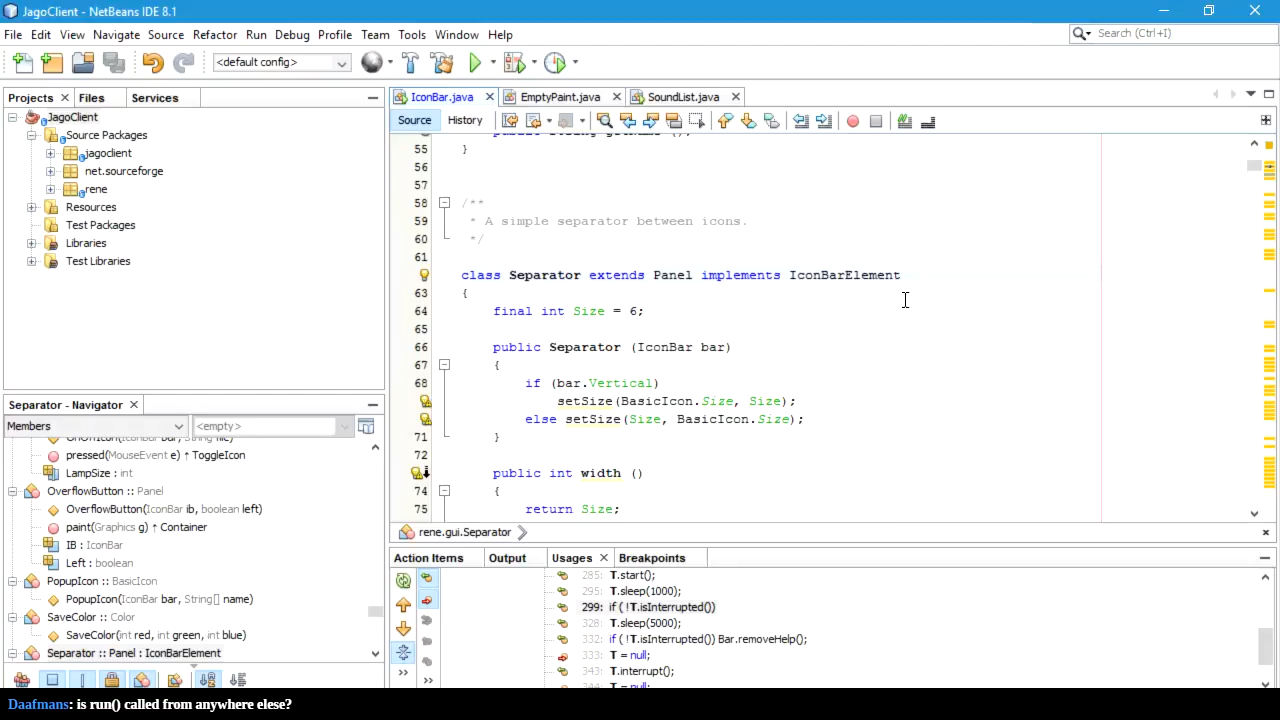 JagoClient - NetBeans IDE 8.1
File Edit View Navigate Source Refactor Run Debug Profile Team Tools Window Help
Search (Ctrl+I)
<default config>
Projects Files Services
JagoClient
Source Packages
jagoclient
net.sourceforge
rene
Resources
Test Packages
Libraries
Test Libraries
Separator - Navigator
Members
<empty>
pressed(MouseEvent e) ↑ ToggleIcon
LampSize : int
OverflowButton :: Panel
OverflowButton(IconBar ib, boolean left)
paint(Graphics g) ↑ Container
IB : IconBar
Left : boolean
PopupIcon :: BasicIcon
PopupIcon(IconBar bar, String[] name)
SaveColor :: Color
SaveColor(int red, int green, int blue)
Separator :: Panel : IconBarElement
IconBar.java EmptyPaint.java SoundList.java
Source History
55 }
56
57
58 /**
59 * A simple separator between icons.
60 */
61
class Separator extends Panel implements IconBarElement
63 {
64 final int Size = 6;
65
66 public Separator (IconBar bar)
67 {
68 if (bar.Vertical)
setSize(BasicIcon.Size, Size);
else setSize(Size, BasicIcon.Size);
71 }
72
public int width ()
74 {
75 return Size;
rene.gui.Separator
Action Items Output Usages Breakpoints
285: T.start();
295: T.sleep(1000);
299: if ( !T.isInterrupted())
328: T.sleep(5000);
332: if ( !T.isInterrupted()) Bar.removeHelp();
333: T = null;
343: T.interrupt();
T = null;
Daafmans: is run() called from anywhere elese?